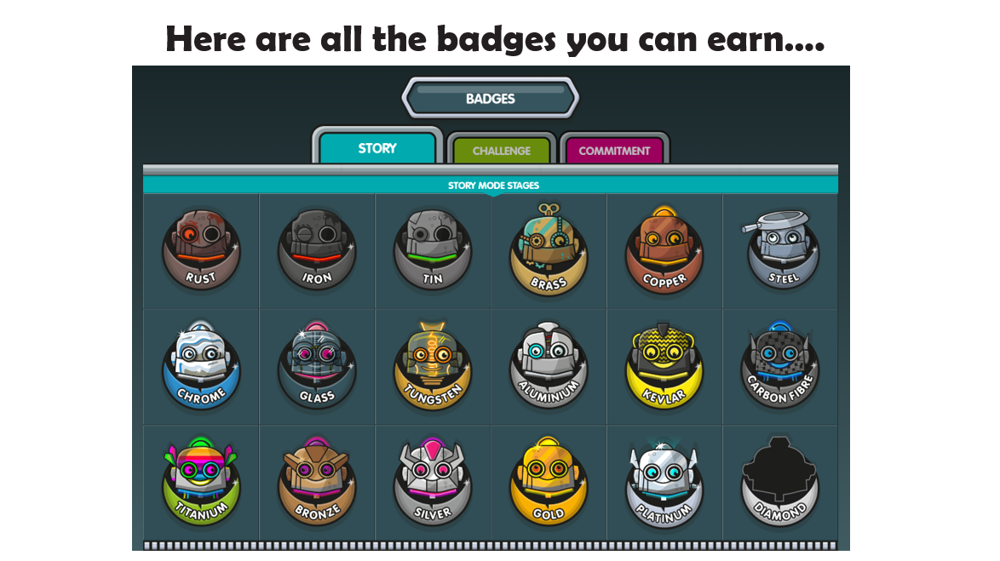 Here are all the badges you can earn....
BADGES
STORY CHALLENGE COMMITMENT
STORY MODE STAGES
RUST IRON TIN BRASS COPPER STEEL
CHROME GLASS TUNGSTEN ALUMINIUM KEVLAR CARBON FIBRE
TITANIUM BRONZE SILVER GOLD PLATINUM DIAMOND